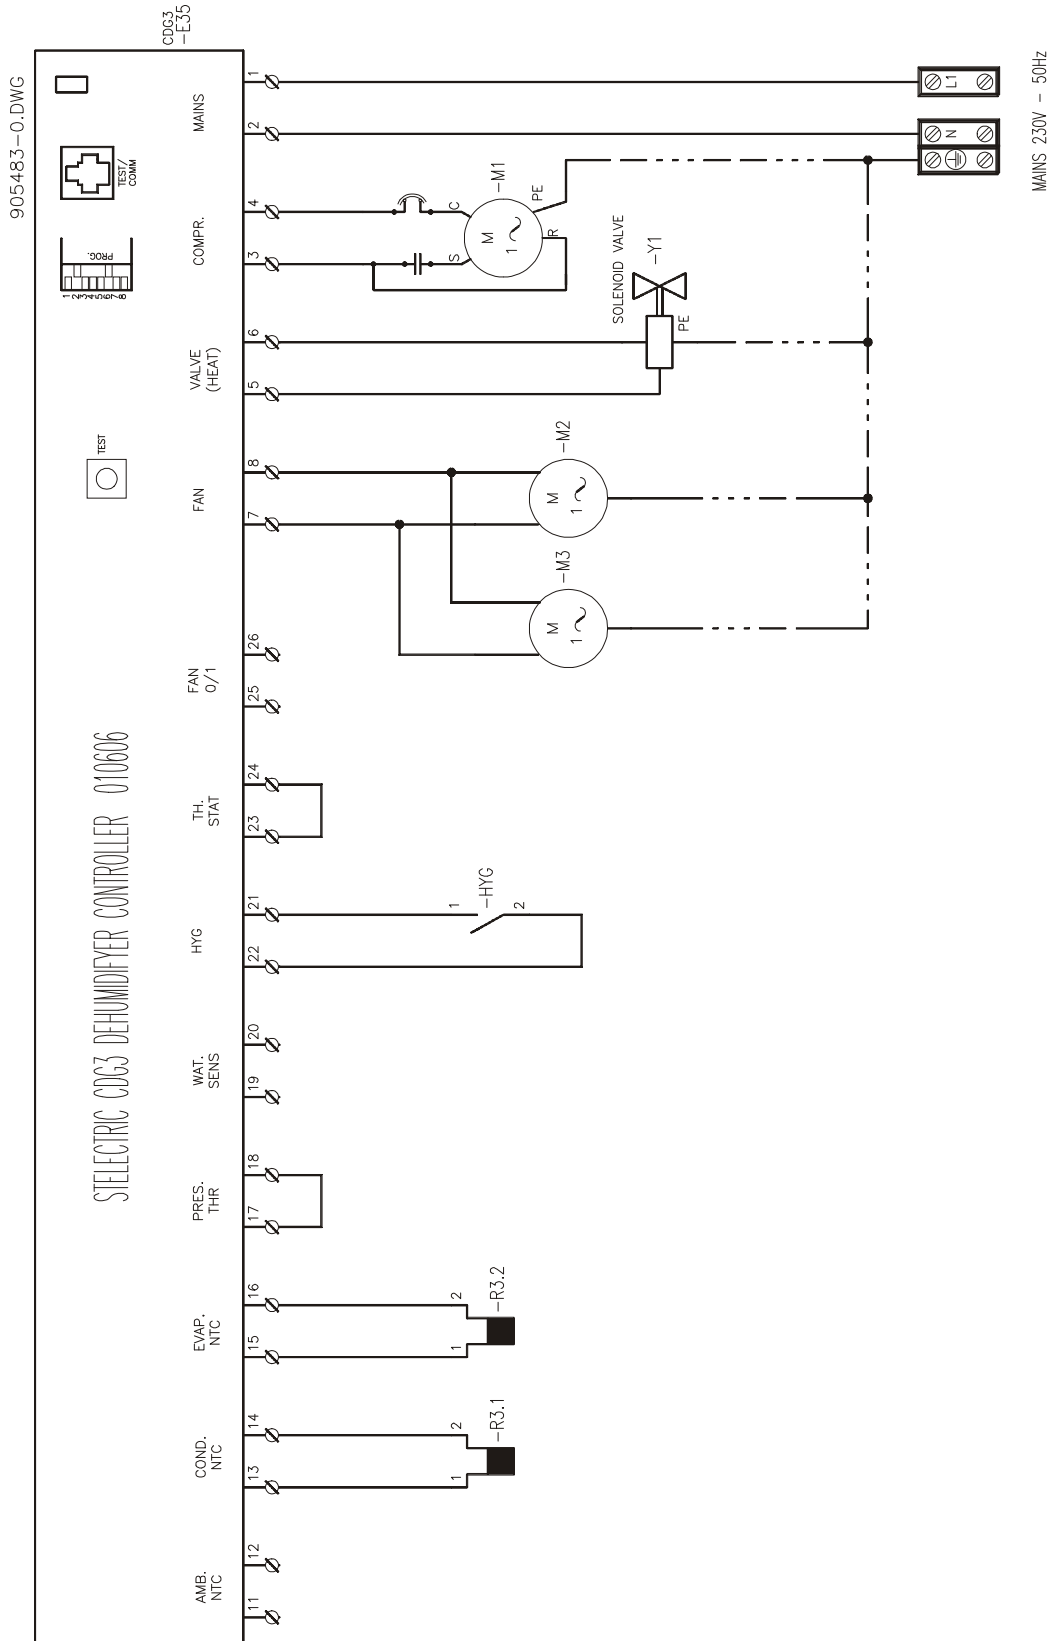 905483-0.DWG
CDG3
-E35
TEST/
COMM
PROG.
1
2
3
4
5
6
7
8
TEST
STELECTRIC CDG3 DEHUMIDIFYER CONTROLLER 010606
MAINS
1
2
COMPR.
4
3
VALVE
(HEAT)
6
5
FAN
8
7
FAN
0/1
26
25
TH.
STAT
24
23
HYG
21
22
WAT.
SENS
20
19
PRES.
THR
18
17
EVAP.
NTC
16
15
COND.
NTC
14
13
AMB.
NTC
12
11
C
S
R
PE
M
1
-M1
SOLENOID VALVE
-Y1
PE
M
1
-M2
M
1
-M3
1
-HYG
2
2
1
-R3.2
2
1
-R3.1
L1
N
MAINS 230V - 50Hz